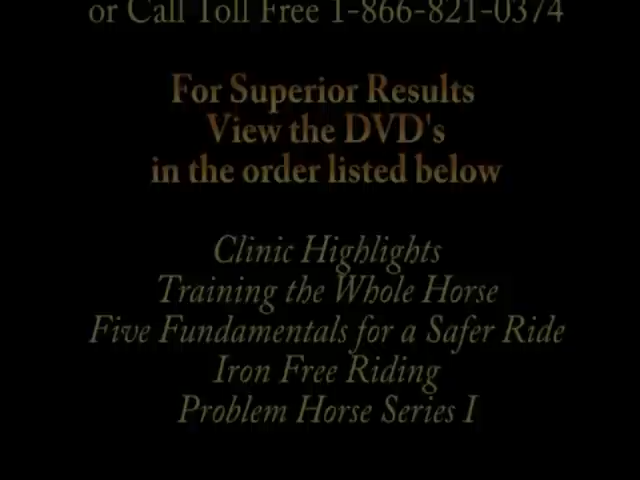 or Call Toll Free 1-866-821-0374
For Superior Results
View the DVD's
in the order listed below
Clinic Highlights
Training the Whole Horse
Five Fundamentals for a Safer Ride
Iron Free Riding
Problem Horse Series I